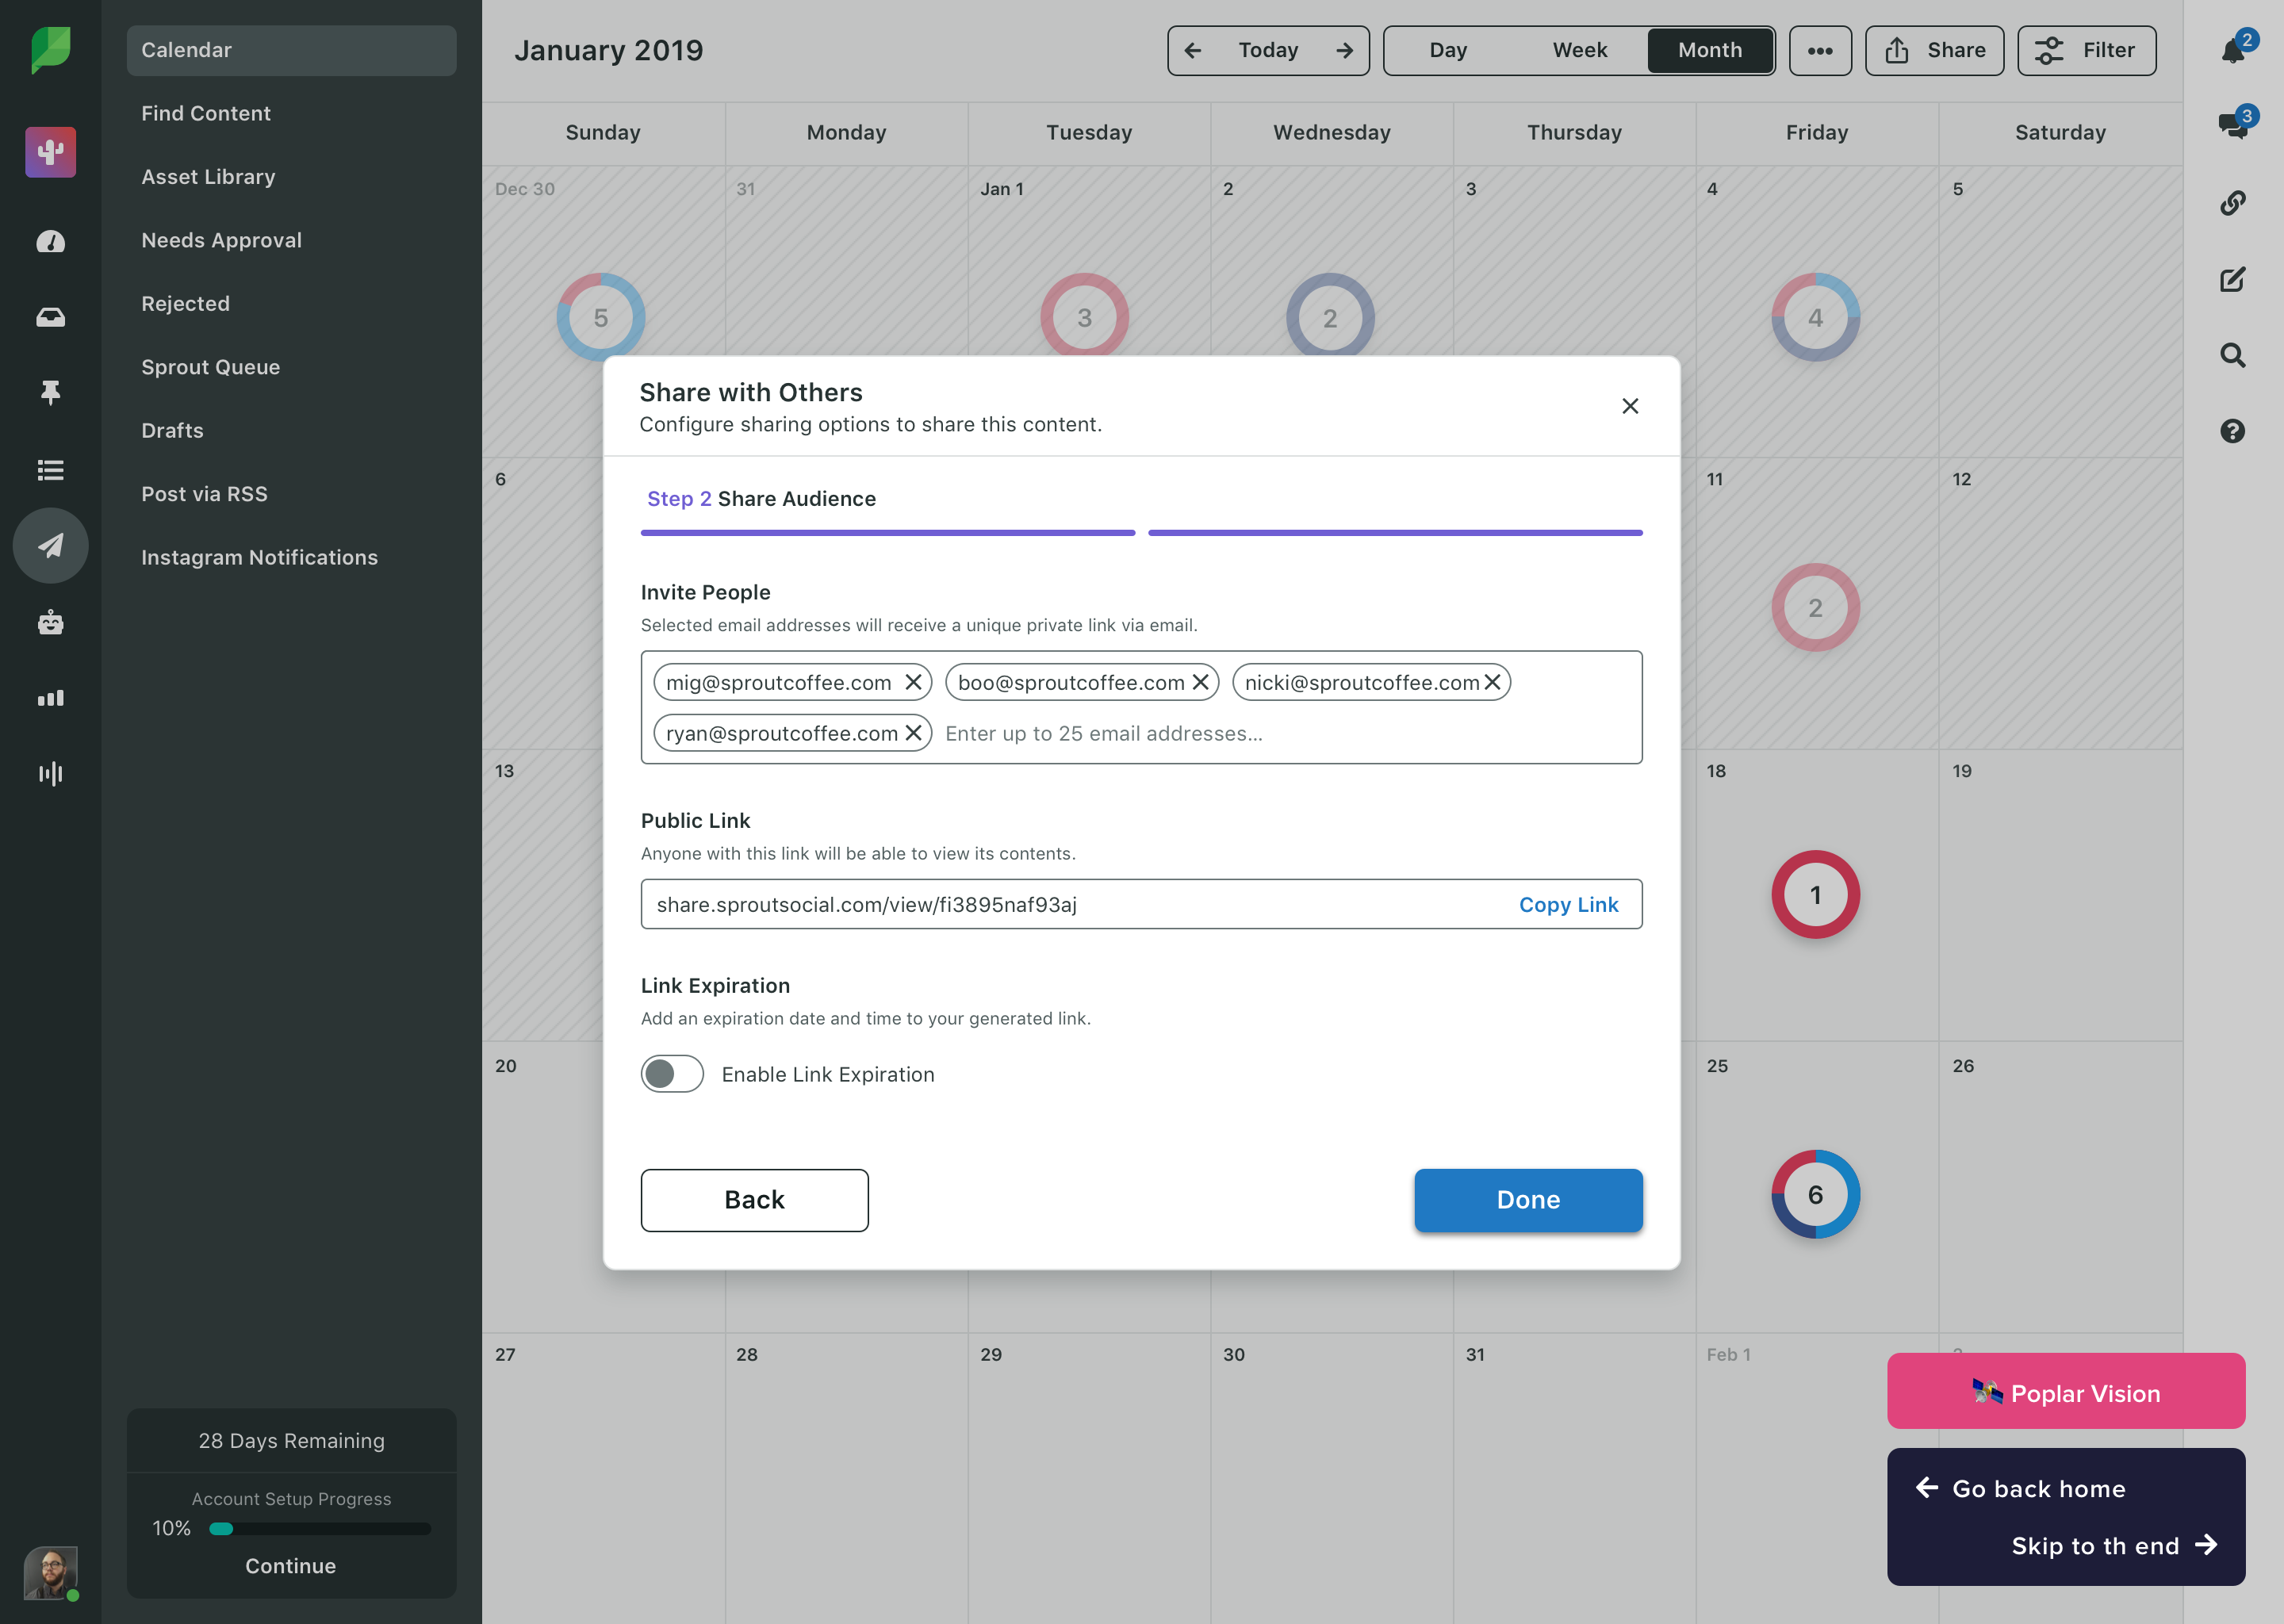 Calendar
Find Content
Asset Library
Needs Approval
Rejected
Sprout Queue
Drafts
Post via RSS
Instagram Notifications
28 Days Remaining
Account Setup Progress
10%
Continue
January 2019
Today
Day Week Month
Share
Filter
2
3
Sunday Monday Tuesday Wednesday Thursday Friday Saturday
Dec 30 31 Jan 1 2 3 4 5
5 3 2 4
6 11 12
2
13 18 19
1
20 25 26
6
27 28 29 30 31 Feb 1
Share with Others
Configure sharing options to share this content.
Step 2 Share Audience
Invite People
Selected email addresses will receive a unique private link via email.
mig@sproutcoffee.com boo@sproutcoffee.com nicki@sproutcoffee.com
ryan@sproutcoffee.com Enter up to 25 email addresses...
Public Link
Anyone with this link will be able to view its contents.
share.sproutsocial.com/view/fi3895naf93aj Copy Link
Link Expiration
Add an expiration date and time to your generated link.
Enable Link Expiration
Back Done
Poplar Vision
Go back home
Skip to th end